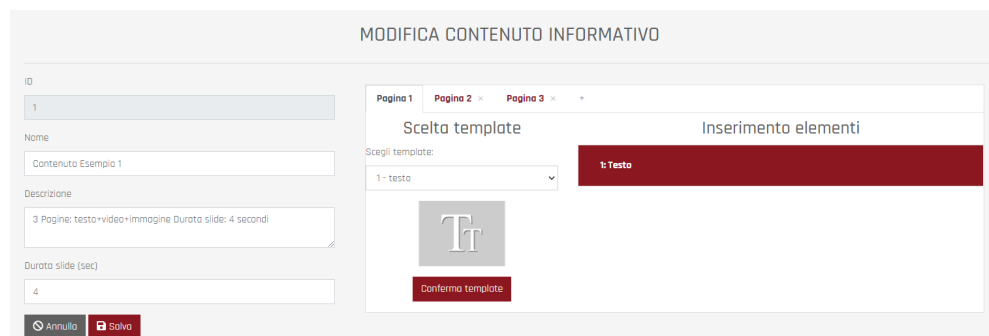 MODIFICA CONTENUTO INFORMATIVO
ID
1
Nome
Contenuto Esempio 1
Descrizione
3 Pagine: testo+video+immagine Durata slide: 4 secondi
Durata slide (sec)
4
Annulla Salva
Pagina 1 Pagina 2 × Pagina 3 × +
Scelta template
Scegli template:
1 - testo
TT
Conferma template
Inserimento elementi
1: Testo